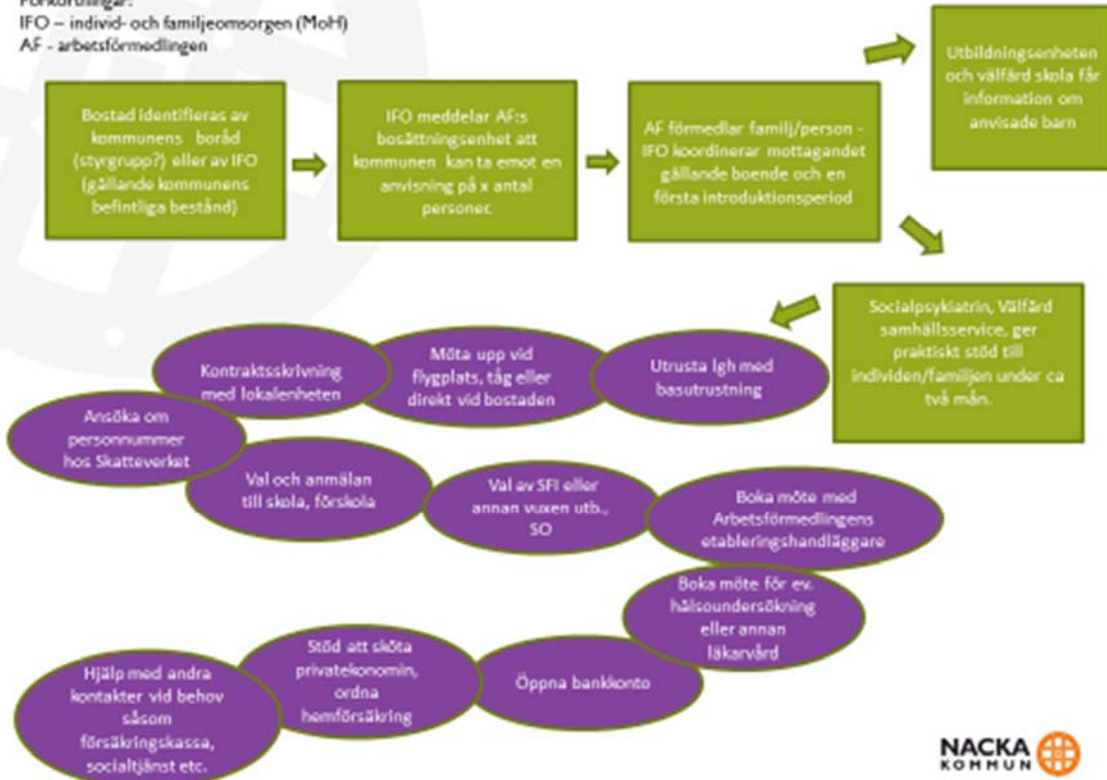 Förkortningar:
IFO – individ- och familjeomsorgen (MoH)
AF - arbetsförmedlingen
Bostad identifieras av
kommunens boråd
(styrgrupp?) eller av IFO
(gällande kommunens
befintliga bestånd)
IFO meddelar AF:s
bosättningsenhet att
kommunen kan ta emot en
anvisning på x antal
personer.
AF förmedlar familj/person -
IFO koordinerar mottagandet
gällande boende och en
första introduktionsperiod
Utbildningsenheten
och välfärd skola får
information om
anvisade barn
Socialpsykiatrin, Välfärd
samhällsservice, ger
praktiskt stöd till
individen/familjen under ca
två mån.
Utrusta lgh med
basutrustning
Möta upp vid
flygplats, tåg eller
direkt vid bostaden
Kontraktsskrivning
med lokalenheten
Ansöka om
personnummer
hos Skatteverket
Val och anmälan
till skola, förskola
Val av SFI eller
annan vuxen utb.,
SO
Boka möte med
Arbetsförmedlingens
etableringshandläggare
Boka möte för ev.
hälsoundersökning
eller annan
läkarvård
Öppna bankkonto
Stöd att sköta
privatekonomin,
ordna
hemförsäkring
Hjälp med andra
kontakter vid behov
såsom
försäkringskassa,
socialtjänst etc.
NACKA
KOMMUN